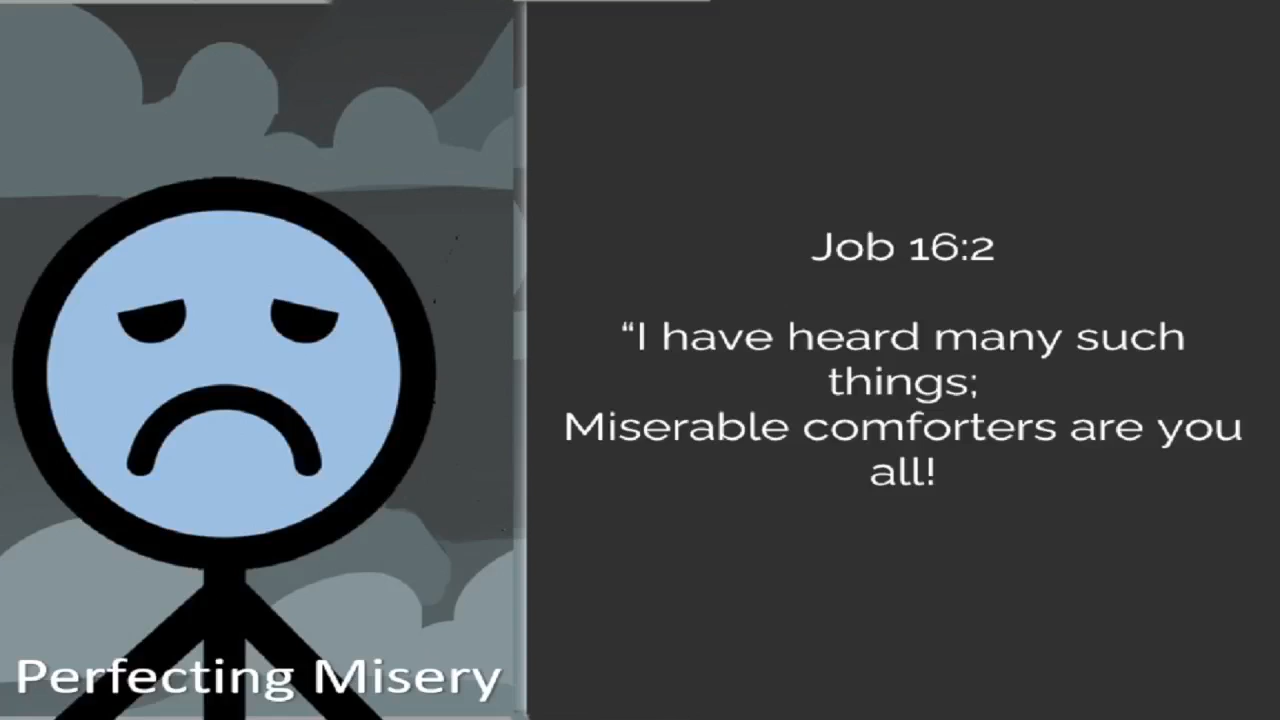 Job 16:2
“I have heard many such
things;
Miserable comforters are you
all!
Perfecting Misery